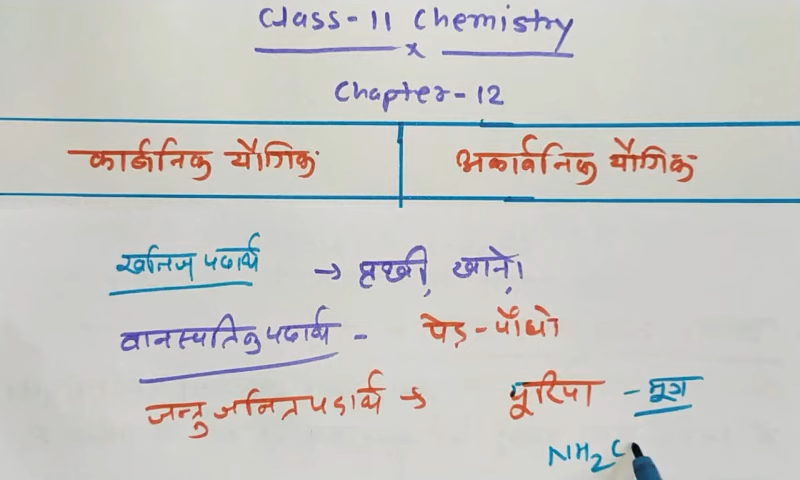 Class-11 Chemistry
x
Chapter-12
कार्बनिक यौगिक
अकार्बनिक यौगिक
खनिज पदार्थ → पृथ्वी, खाने।
वानस्पतिक पदार्थ - पेड़-पौधो
जन्तु जनित पदार्थ → यूरिया - मूत्र
NH₂C